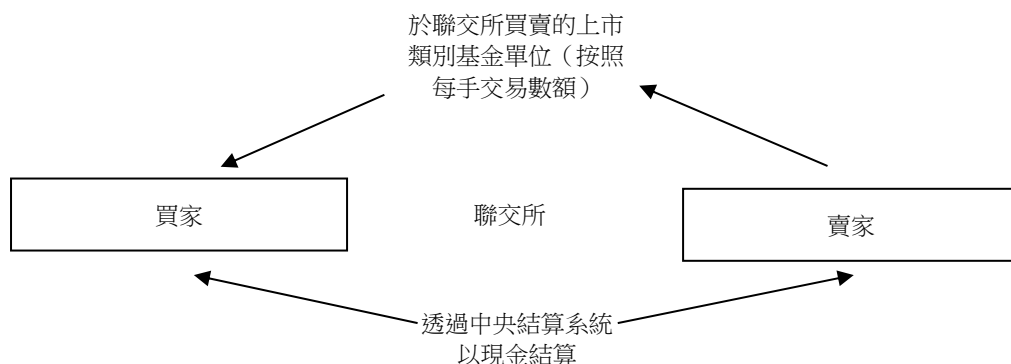 於聯交所買賣的上市
類別基金單位（按照
每手交易數額）
買家
聯交所
賣家
透過中央結算系統
以現金結算